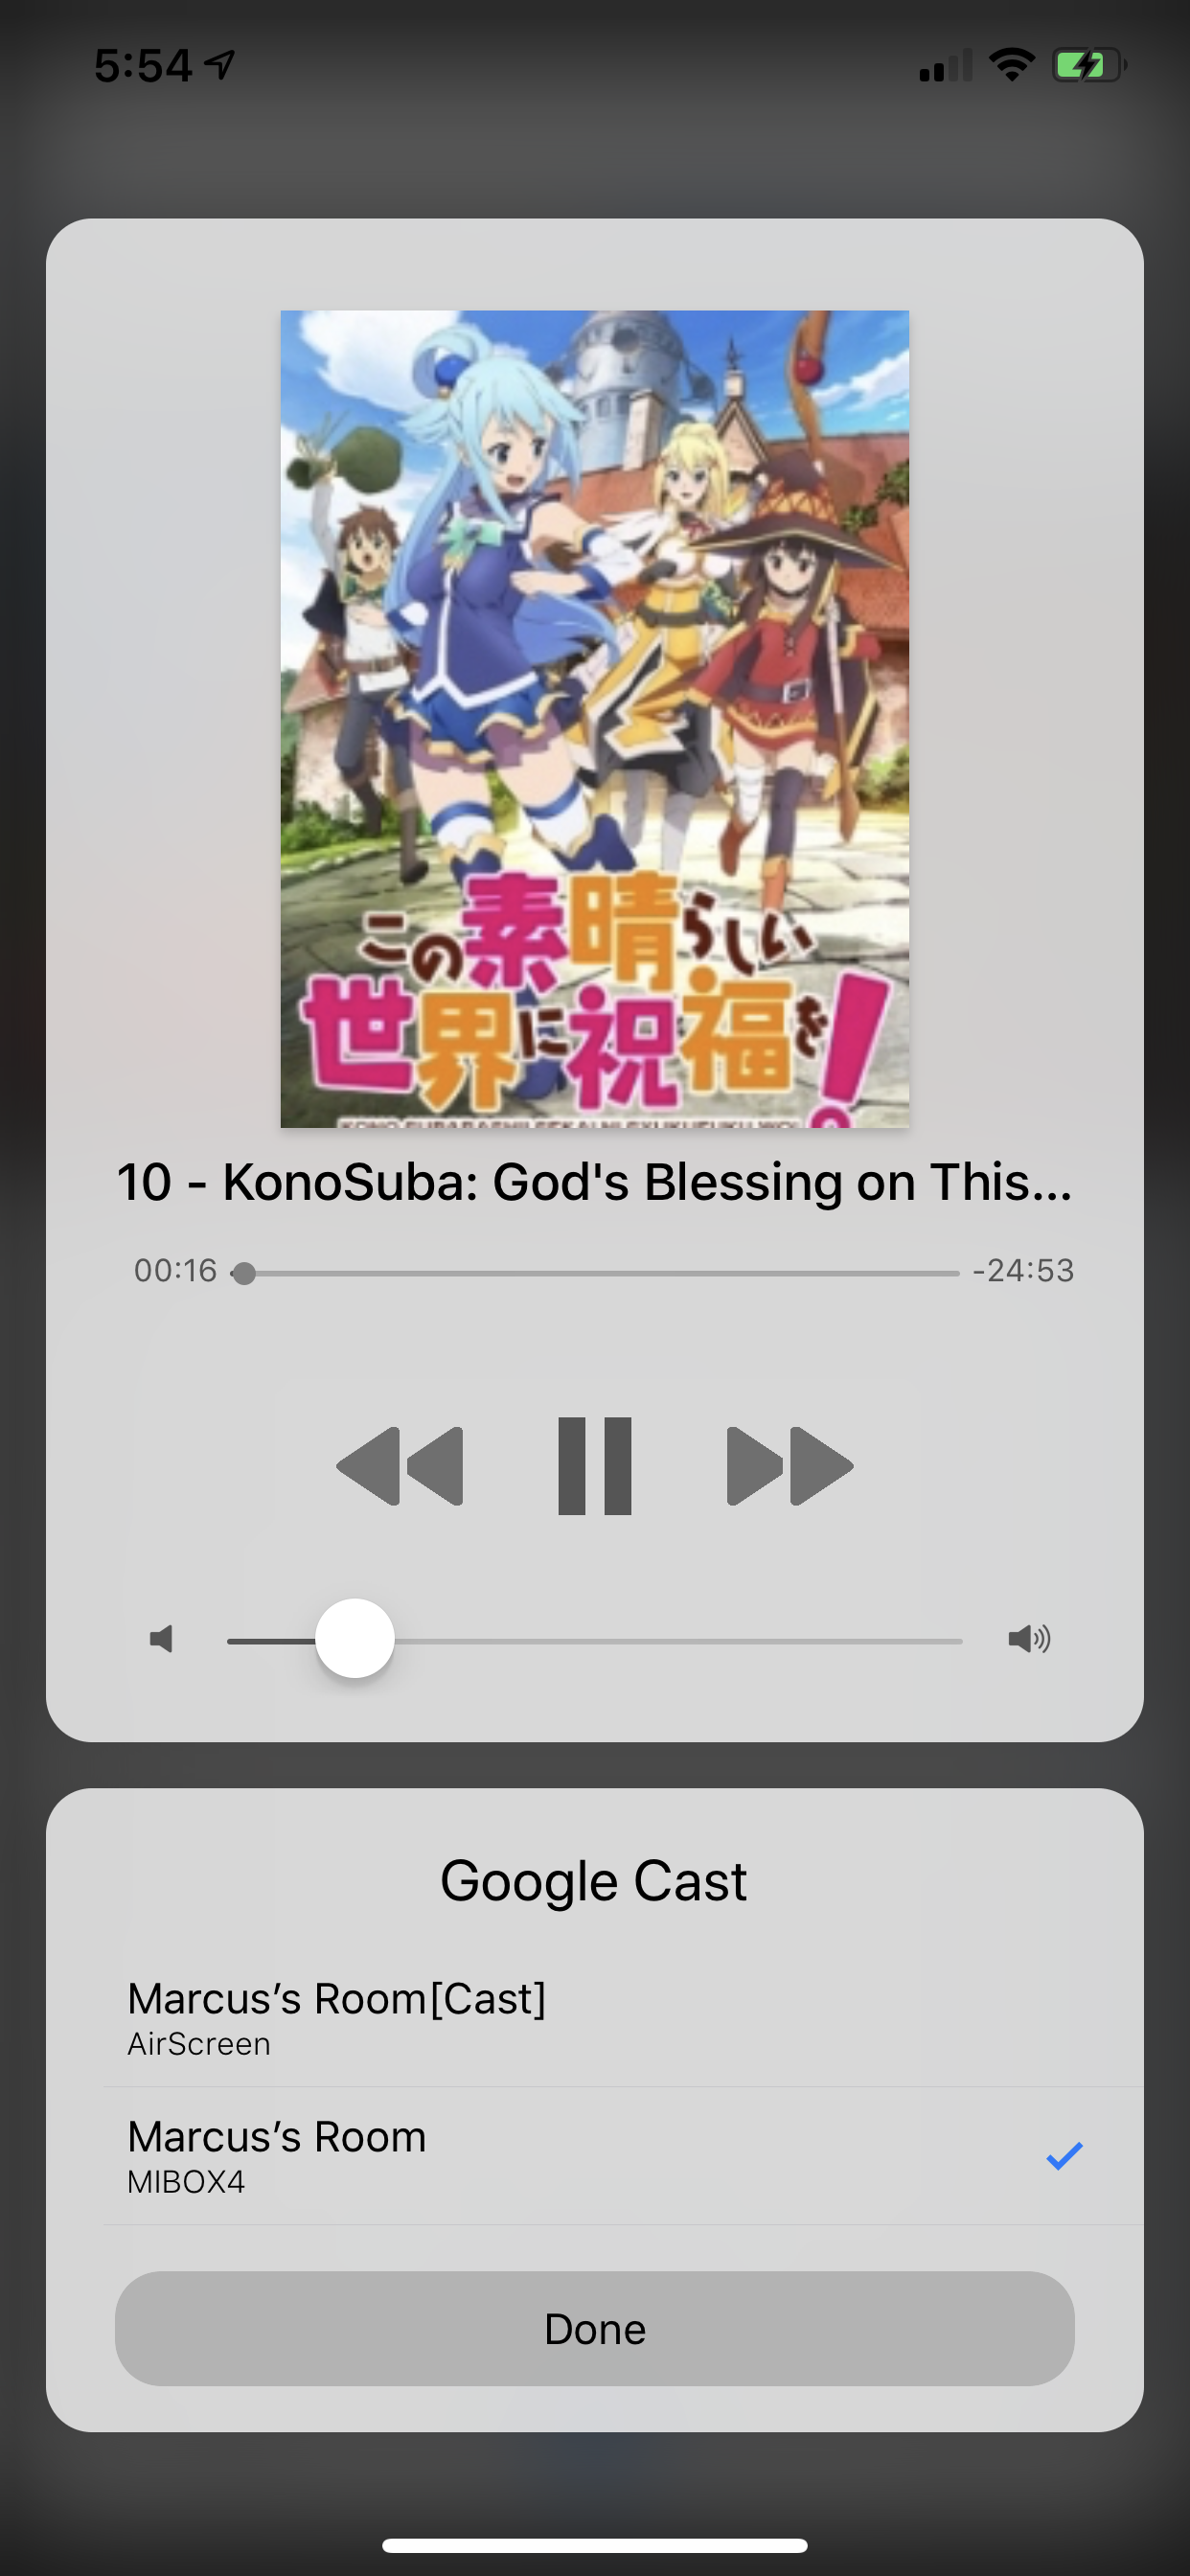 5:54
この素晴らしい
世界に祝福を!
10 - KonoSuba: God's Blessing on This...
00:16
-24:53
Google Cast
Marcus’s Room[Cast]
AirScreen
Marcus’s Room
MIBOX4
Done